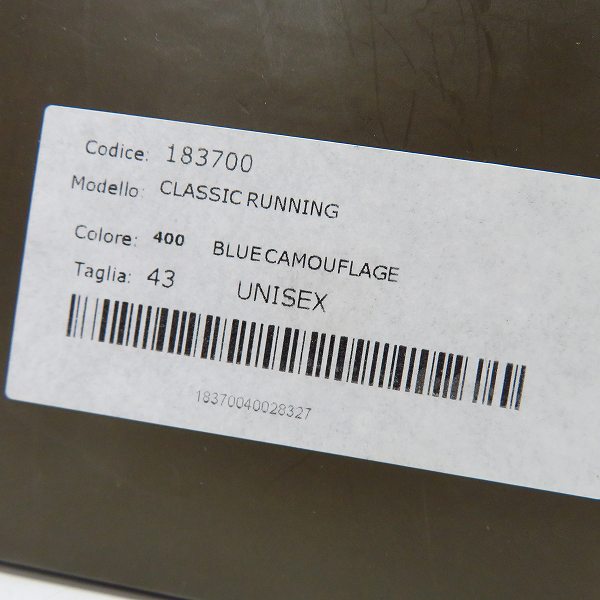 Codice: 183700
Modello: CLASSIC RUNNING
Colore: 400 BLUE CAMOUFLAGE
Taglia: 43 UNISEX
18370040028327